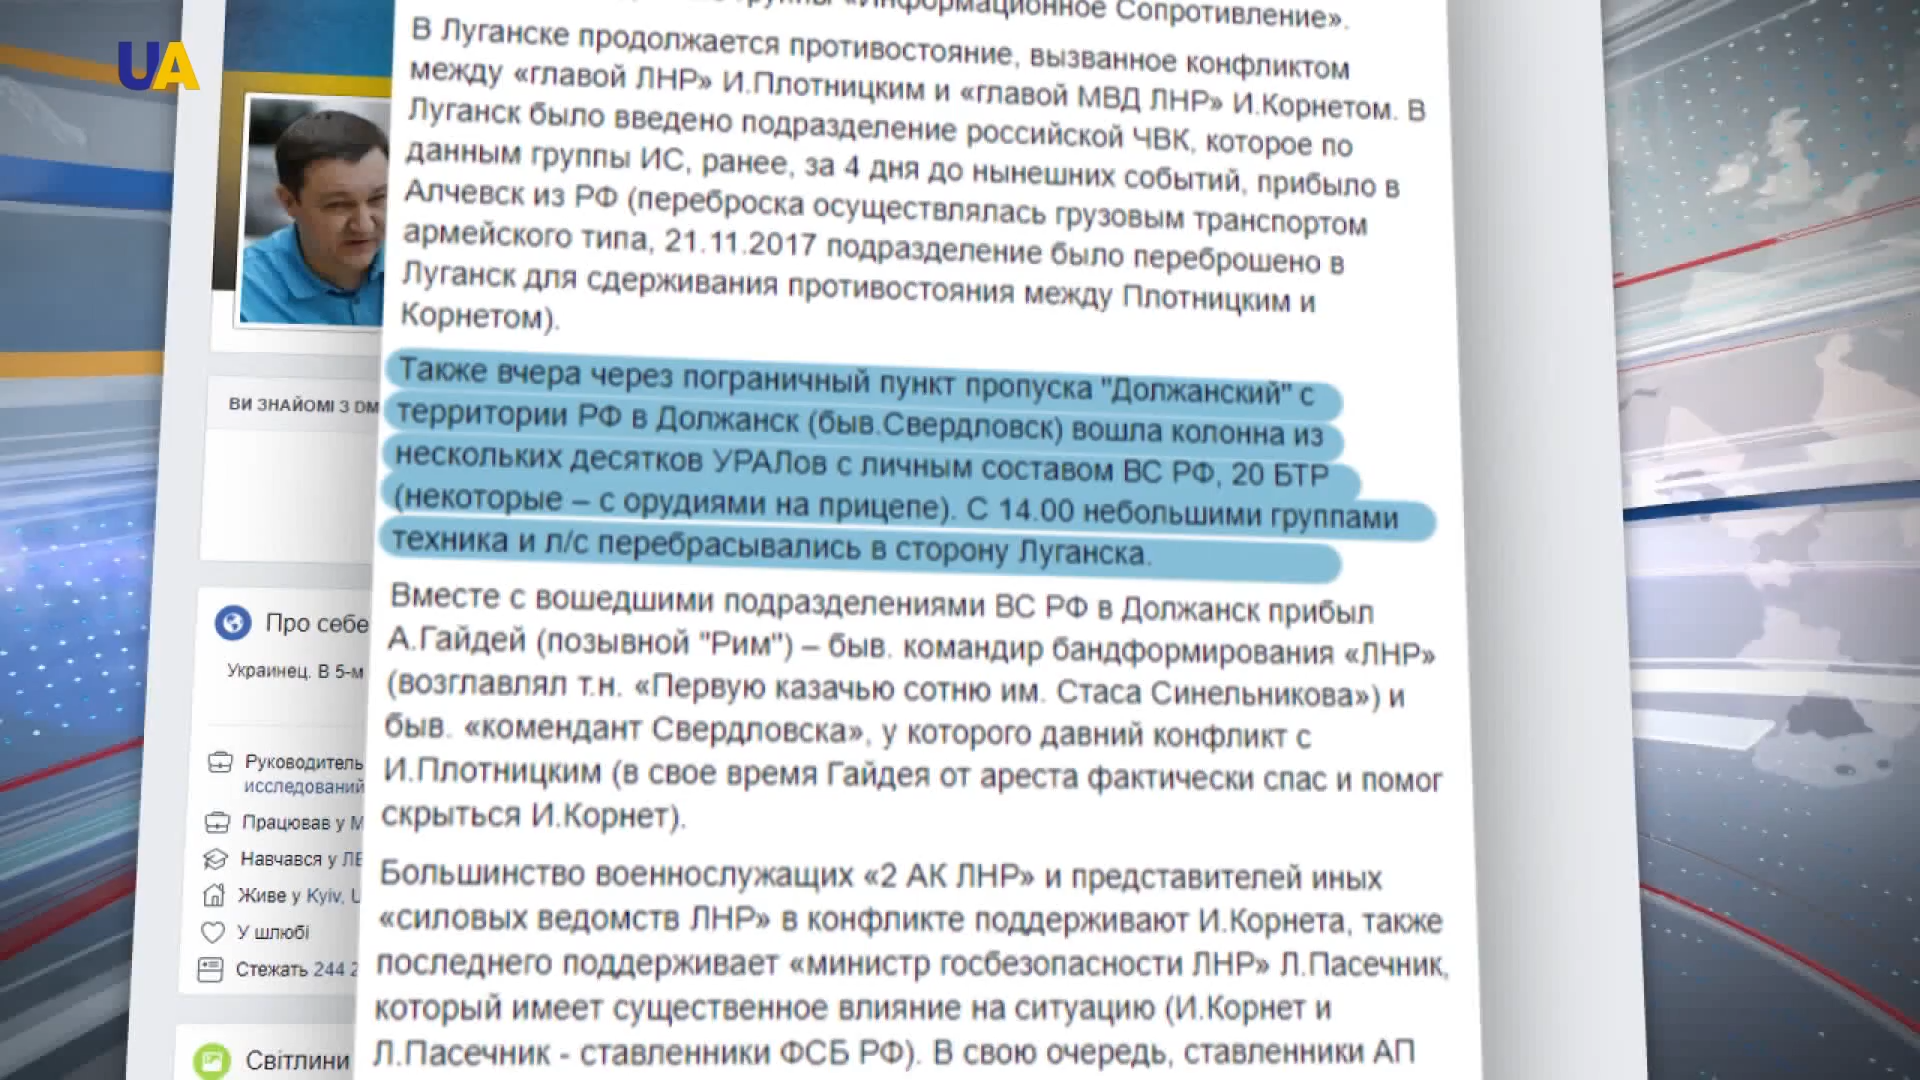 UA
«Информационное Сопротивление».
В Луганске продолжается противостояние, вызванное конфликтом
между «главой ЛНР» И.Плотницким и «главой МВД ЛНР» И.Корнетом. В
Луганск было введено подразделение российской ЧВК, которое по
данным группы ИС, ранее, за 4 дня до нынешних событий, прибыло в
Алчевск из РФ (переброска осуществлялась грузовым транспортом
армейского типа, 21.11.2017 подразделение было переброшено в
Луганск для сдерживания противостояния между Плотницким и
Корнетом).
Также вчера через пограничный пункт пропуска "Должанский" с
территории РФ в Должанск (быв.Свердловск) вошла колонна из
нескольких десятков УРАЛов с личным составом ВС РФ, 20 БТР
(некоторые – с орудиями на прицепе). С 14.00 небольшими группами
техника и л/с перебрасывались в сторону Луганска.
Вместе с вошедшими подразделениями ВС РФ в Должанск прибыл
А.Гайдей (позывной "Рим") – быв. командир бандформирования «ЛНР»
(возглавлял т.н. «Первую казачью сотню им. Стаса Синельникова») и
быв. «комендант Свердловска», у которого давний конфликт с
И.Плотницким (в свое время Гайдея от ареста фактически спас и помог
скрыться И.Корнет).
Большинство военнослужащих «2 АК ЛНР» и представителей иных
«силовых ведомств ЛНР» в конфликте поддерживают И.Корнета, также
последнего поддерживает «министр госбезопасности ЛНР» Л.Пасечник,
который имеет существенное влияние на ситуацию (И.Корнет и
Л.Пасечник - ставленники ФСБ РФ). В свою очередь, ставленники АП
ВИ ЗНАЙОМІ З DM
Про себе
Украинец. В 5-м
Руководитель
исследований
Працював у М
Навчався у ЛЕ
Живе у Kyiv, U
У шлюбі
Стежать 244 2
Світлини